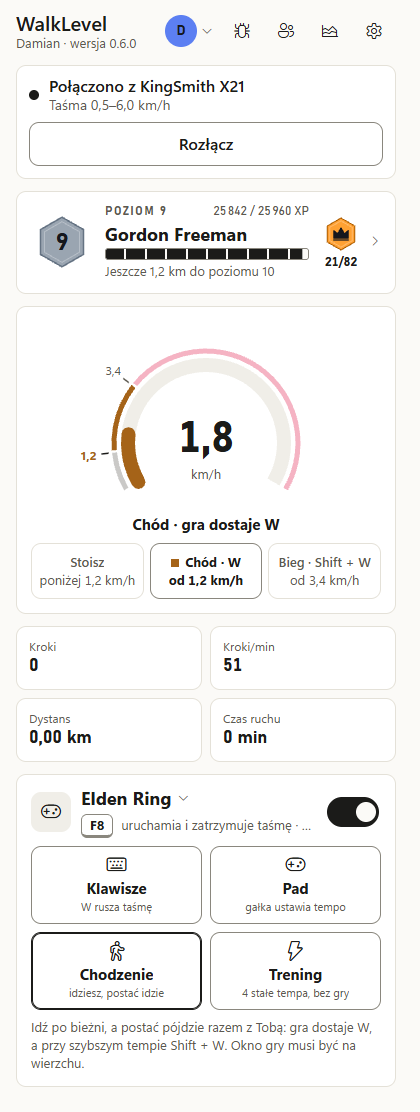 WalkLevel
Damian · wersja 0.6.0
D
Połączono z KingSmith X21
Taśma 0,5–6,0 km/h
Rozłącz
9
POZIOM 9
25 842 / 25 960 XP
Gordon Freeman
Jeszcze 1,2 km do poziomu 10
21/82
3,4
1,2
1,8
km/h
Chód · gra dostaje W
Stoisz
poniżej 1,2 km/h
Chód · W
od 1,2 km/h
Bieg · Shift + W
od 3,4 km/h
Kroki
0
Kroki/min
51
Dystans
0,00 km
Czas ruchu
0 min
Elden Ring
F8 uruchamia i zatrzymuje taśmę · ...
Klawisze
W rusza taśmę
Pad
gałka ustawia tempo
Chodzenie
idziesz, postać idzie
Trening
4 stałe tempa, bez gry
Idź po bieżni, a postać pójdzie razem z Tobą: gra dostaje W,
a przy szybszym tempie Shift + W. Okno gry musi być na
wierzchu.